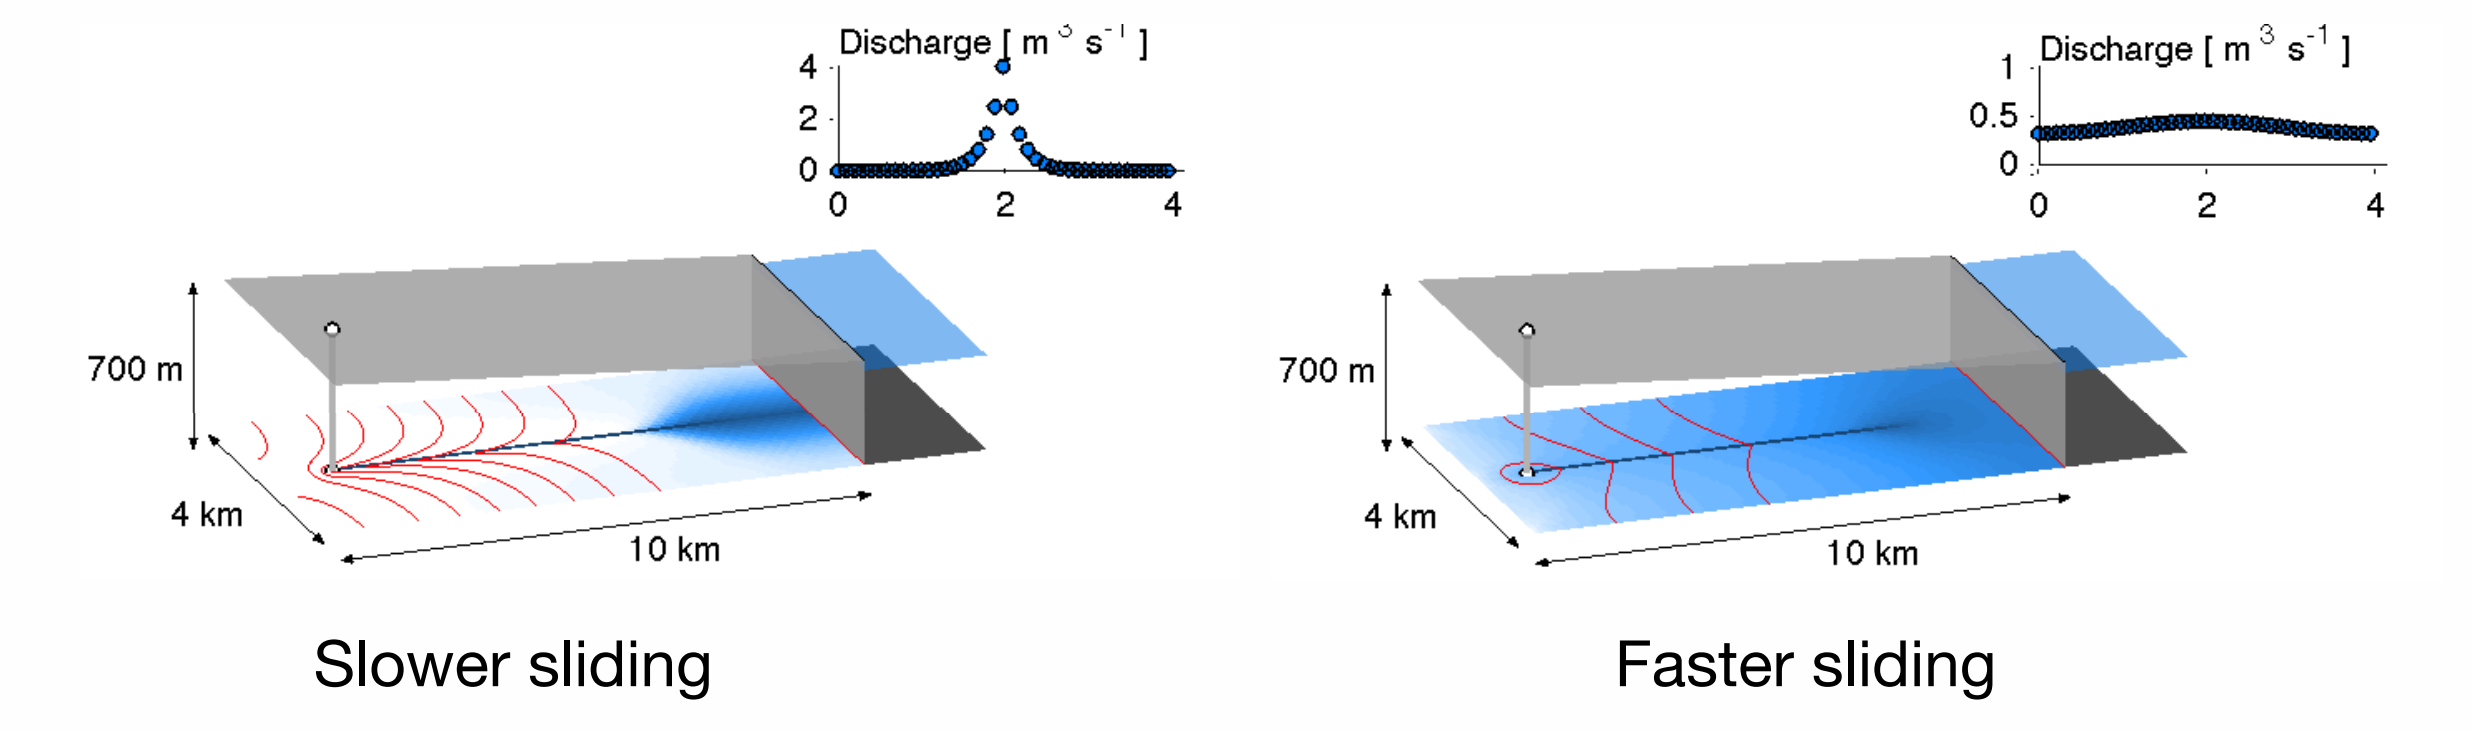 Discharge [ m ³ s⁻¹ ]
4
2
0
0 2 4
700 m
4 km
10 km
Slower sliding
Discharge [ m ³ s⁻¹ ]
1
0.5
0
0 2 4
700 m
4 km
10 km
Faster sliding